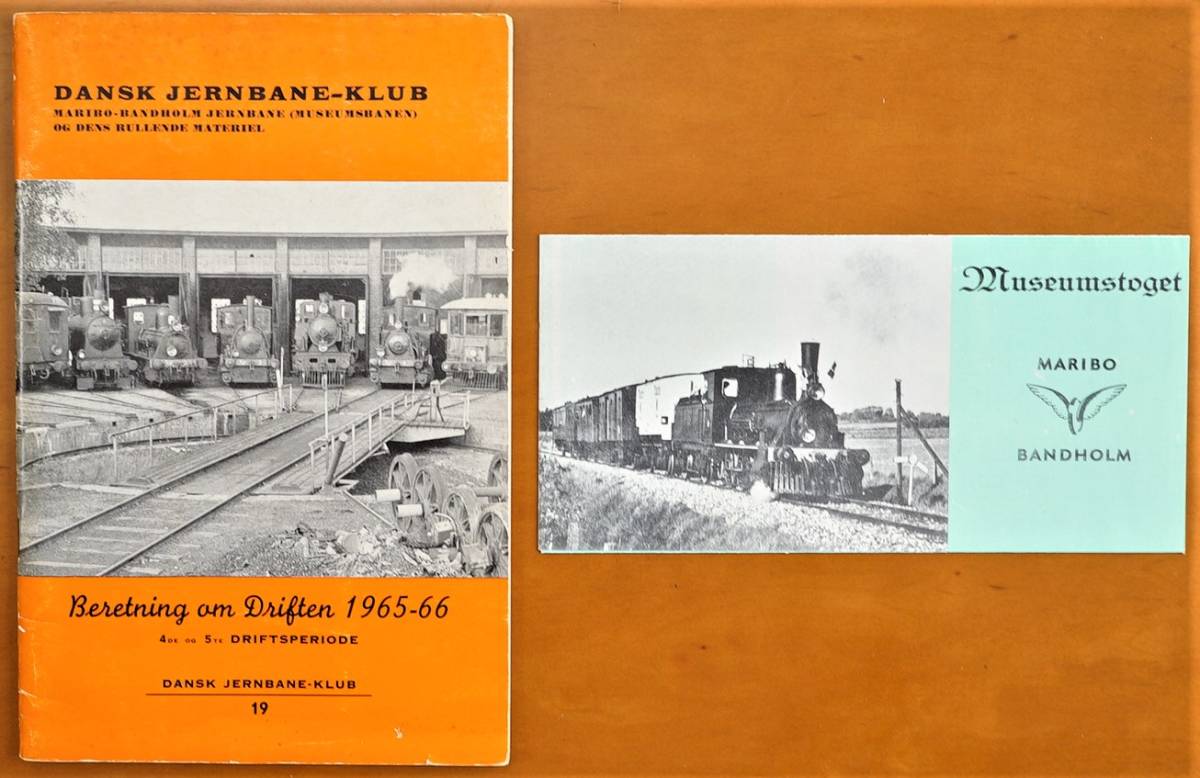 DANSK JERNBANE-KLUB
MARIBO-BANDHOLM JERNBANE (MUSEUMSBANEN)
OG DENS RULLENDE MATERIEL
Beretning om Driften 1965-66
4DE OG 5TE DRIFTSPERIODE
DANSK JERNBANE-KLUB
19
Museumstoget
MARIBO
BANDHOLM